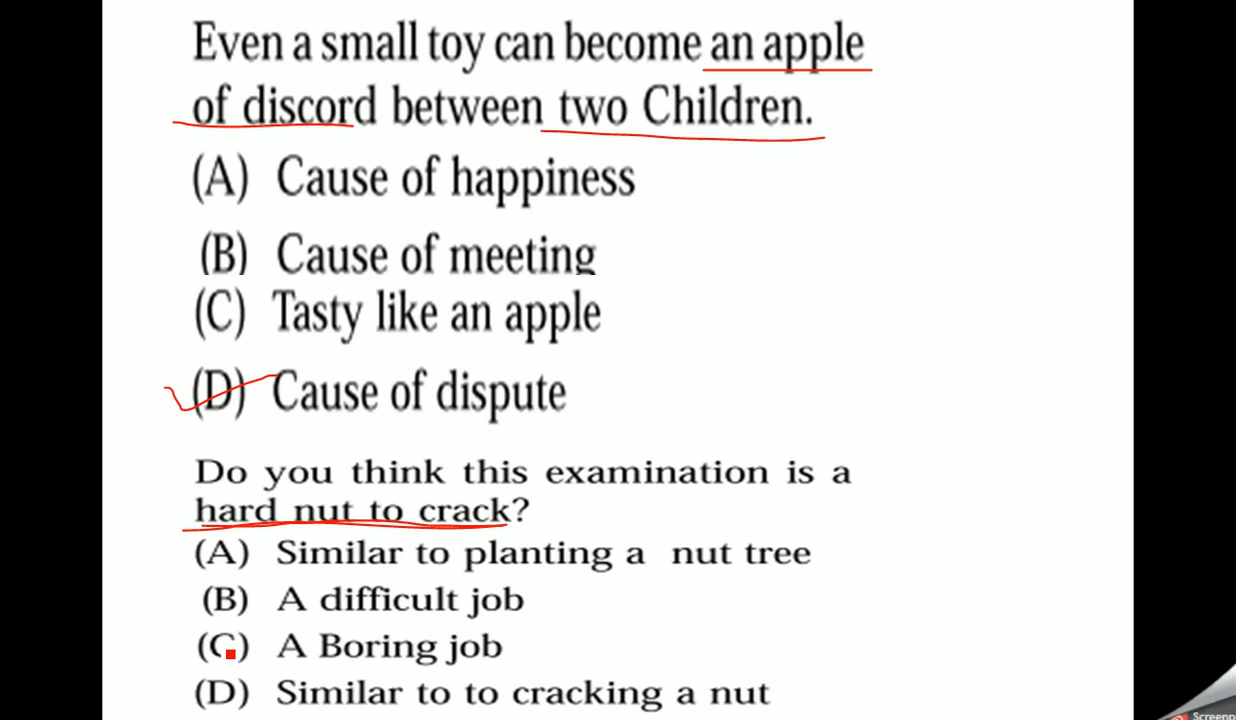 Even a small toy can become an apple
of discord between two Children.
(A) Cause of happiness
(B) Cause of meeting
(C) Tasty like an apple
(D) Cause of dispute
Do you think this examination is a
hard nut to crack?
(A) Similar to planting a nut tree
(B) A difficult job
(C) A Boring job
(D) Similar to to cracking a nut